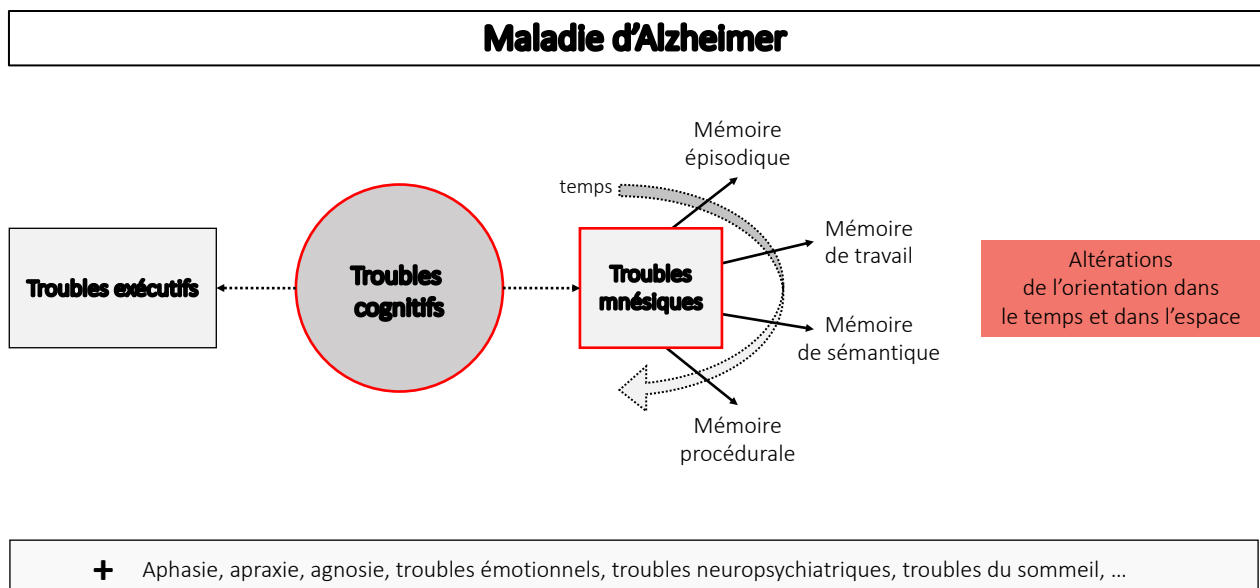 Maladie d'Alzheimer
Mémoire
épisodique
temps
Mémoire
de travail
Troubles exécutifs
Troubles
cognitifs
Troubles
mnésiques
Altérations
de l'orientation dans
le temps et dans l'espace
Mémoire
de sémantique
Mémoire
procédurale
+ Aphasie, apraxie, agnosie, troubles émotionnels, troubles neuropsychiatriques, troubles du sommeil, ...